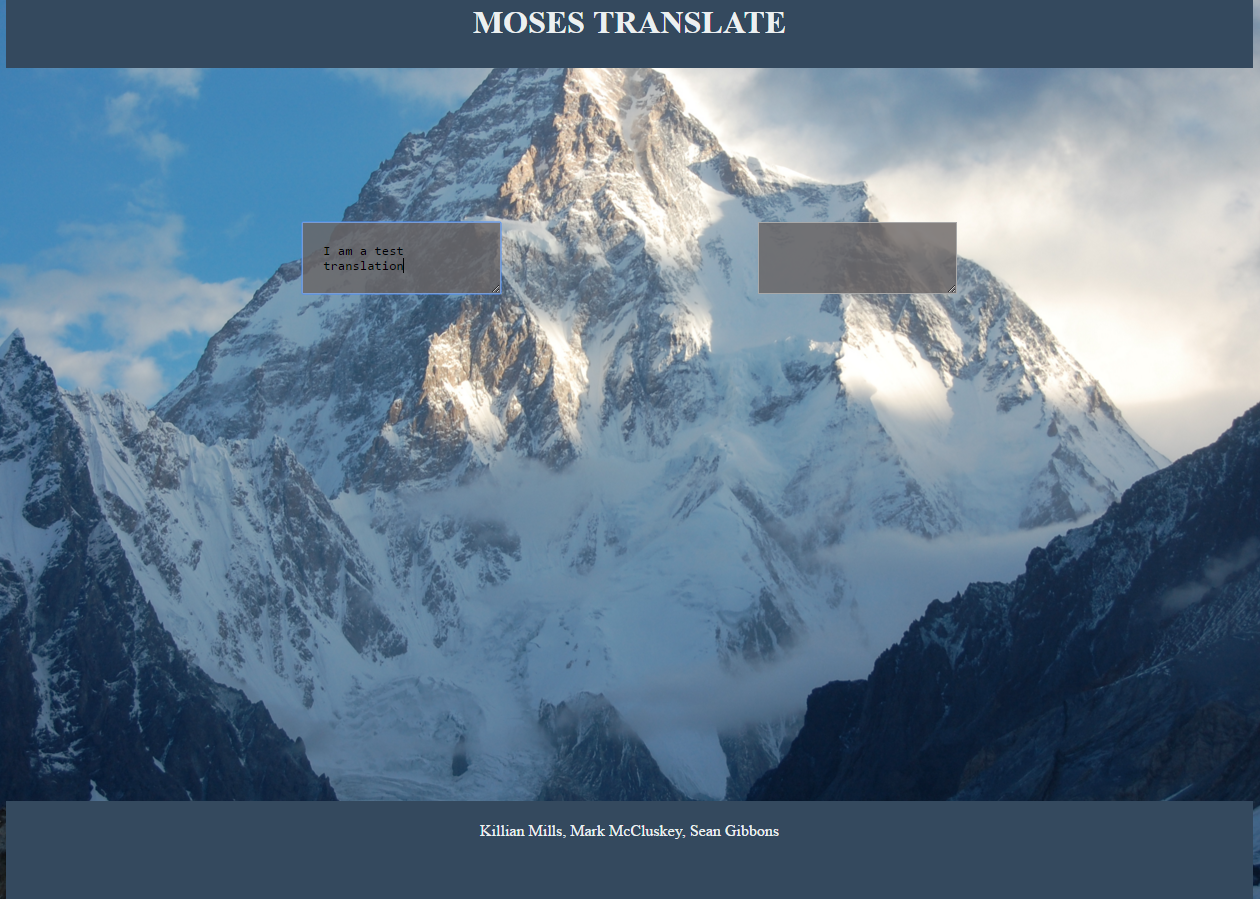 MOSES TRANSLATE
I am a test
translation
Killian Mills, Mark McCluskey, Sean Gibbons